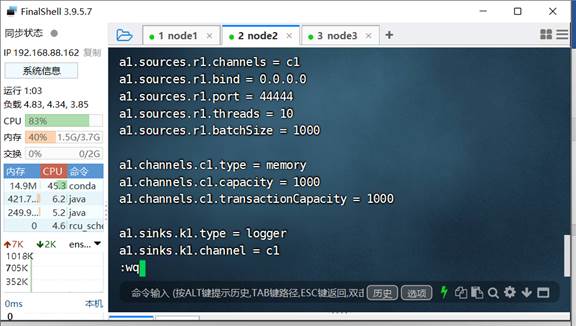 FinalShell 3.9.5.7
同步状态
IP 192.168.88.162 复制
系统信息
运行 1:03
负载 4.83, 4.34, 3.85
CPU 83%
内存 40% 1.5G/3.7G
交换 0% 0/2G
内存 CPU 命令
14.9M 45.3 conda
421.7... 6.2 java
249.9... 5.2 java
0 4.6 rcu_sche
7K 2K ens...
1018K
705K
352K
0ms 本机
0
1 node1
2 node2
3 node3
+
a1.sources.r1.channels = c1
a1.sources.r1.bind = 0.0.0.0
a1.sources.r1.port = 44444
a1.sources.r1.threads = 10
a1.sources.r1.batchSize = 1000
a1.channels.c1.type = memory
a1.channels.c1.capacity = 1000
a1.channels.c1.transactionCapacity = 1000
a1.sinks.k1.type = logger
a1.sinks.k1.channel = c1
:wq
命令输入 (按ALT键提示历史,TAB键路径,ESC键返回,双击 历史 选项